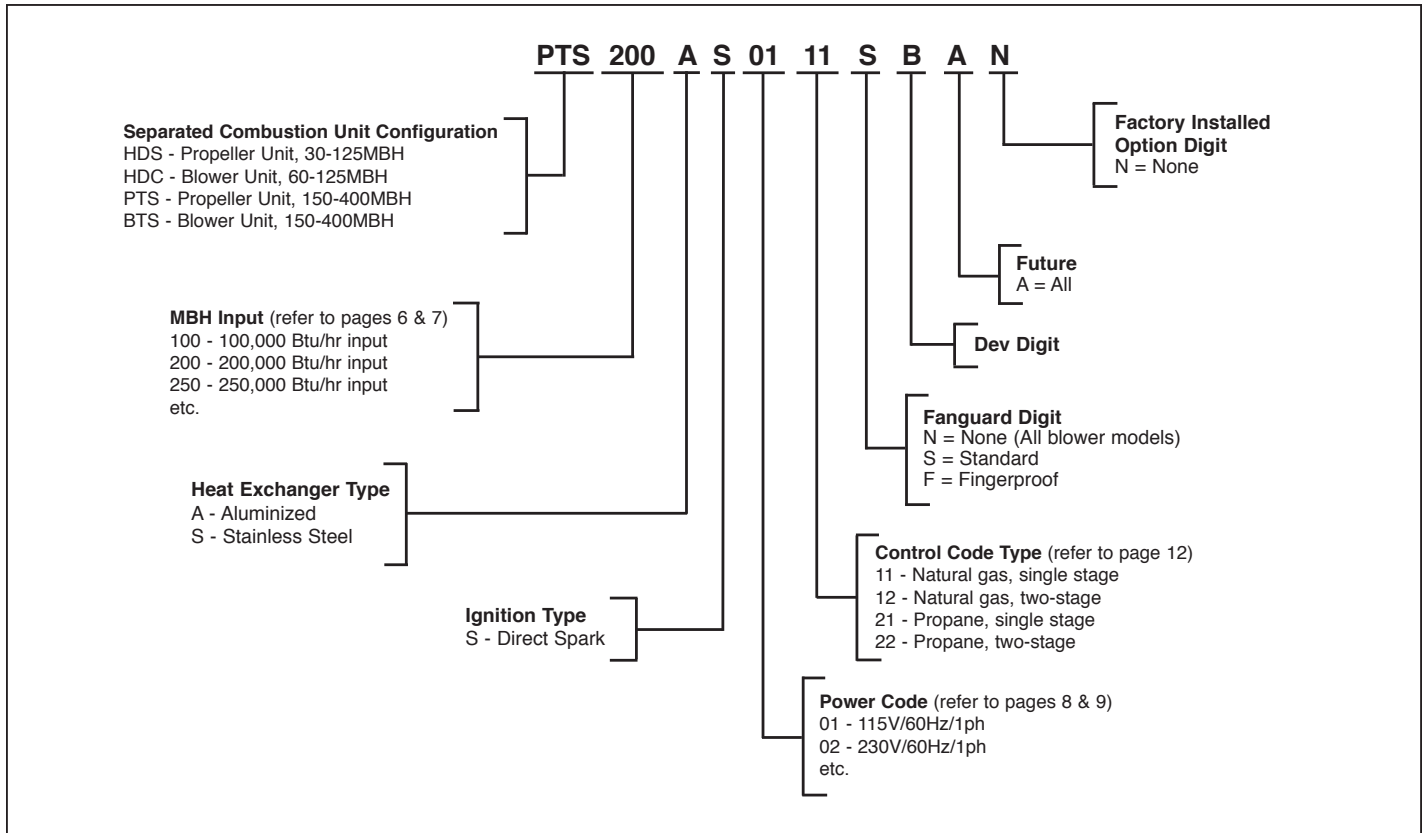 PTS 200 A S 01 11 S B A N
Separated Combustion Unit Configuration
HDS - Propeller Unit, 30-125MBH
HDC - Blower Unit, 60-125MBH
PTS - Propeller Unit, 150-400MBH
BTS - Blower Unit, 150-400MBH
MBH Input (refer to pages 6 & 7)
100 - 100,000 Btu/hr input
200 - 200,000 Btu/hr input
250 - 250,000 Btu/hr input
etc.
Heat Exchanger Type
A - Aluminized
S - Stainless Steel
Ignition Type
S - Direct Spark
Factory Installed
Option Digit
N = None
Future
A = All
Dev Digit
Fanguard Digit
N = None (All blower models)
S = Standard
F = Fingerproof
Control Code Type (refer to page 12)
11 - Natural gas, single stage
12 - Natural gas, two-stage
21 - Propane, single stage
22 - Propane, two-stage
Power Code (refer to pages 8 & 9)
01 - 115V/60Hz/1ph
02 - 230V/60Hz/1ph
etc.